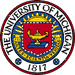 THE UNIVERSITY OF MICHIGAN
1817